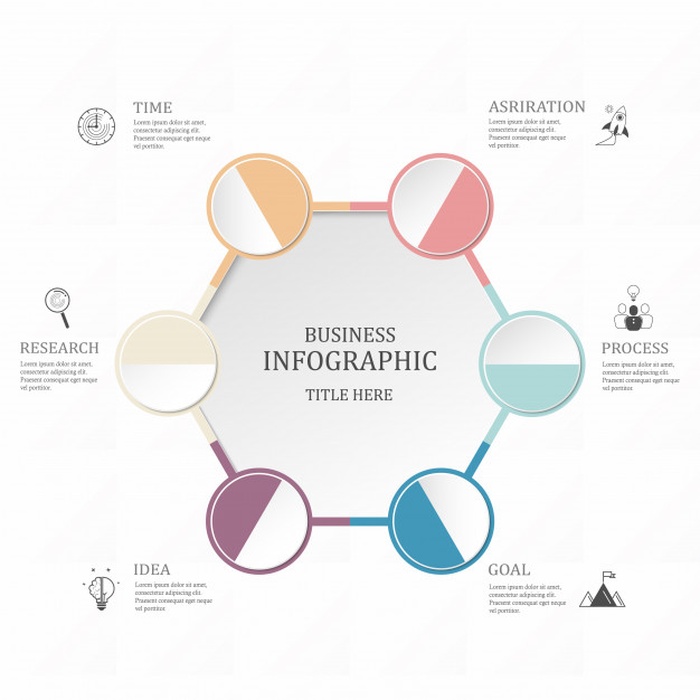 TIME
Lorem ipsum dolor sit amet,
consectetur adipiscing elit.
Praesent consequat eget neque
vel porttitor.
ASRIRATION
Lorem ipsum dolor sit amet,
consectetur adipiscing elit.
Praesent consequat eget neque
vel porttitor.
RESEARCH
Lorem ipsum dolor sit amet,
consectetur adipiscing elit.
Praesent consequat eget neque
vel porttitor.
BUSINESS
INFOGRAPHIC
TITLE HERE
PROCESS
Lorem ipsum dolor sit amet,
consectetur adipiscing elit.
Praesent consequat eget neque
vel porttitor.
IDEA
Lorem ipsum dolor sit amet,
consectetur adipiscing elit.
Praesent consequat eget neque
vel porttitor.
GOAL
Lorem ipsum dolor sit amet,
consectetur adipiscing elit.
Praesent consequat eget neque
vel porttitor.